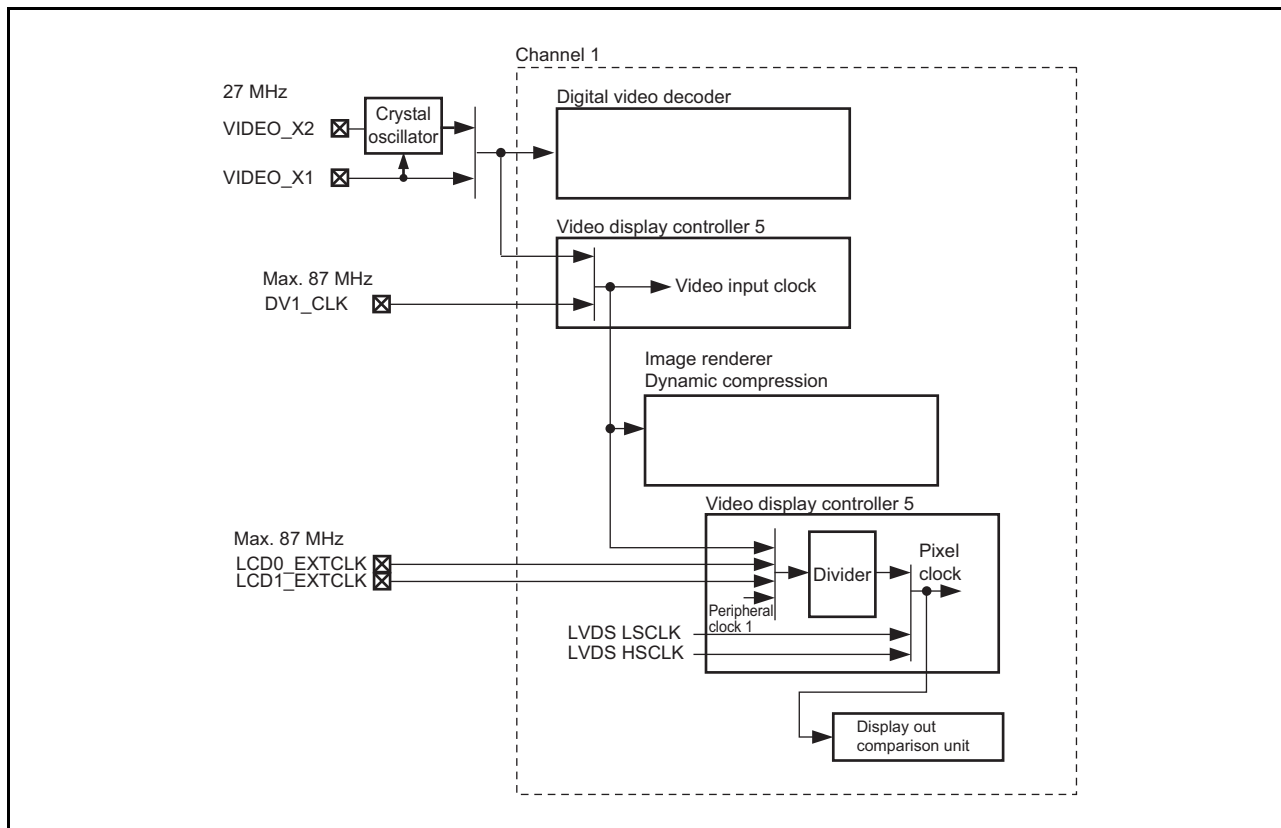 Channel 1
27 MHz
VIDEO_X2
Crystal
oscillator
VIDEO_X1
Digital video decoder
Video display controller 5
Max. 87 MHz
DV1_CLK
Video input clock
Image renderer
Dynamic compression
Video display controller 5
Max. 87 MHz
LCD0_EXTCLK
LCD1_EXTCLK
Divider
Pixel
clock
Peripheral
clock 1
LVDS LSCLK
LVDS HSCLK
Display out
comparison unit